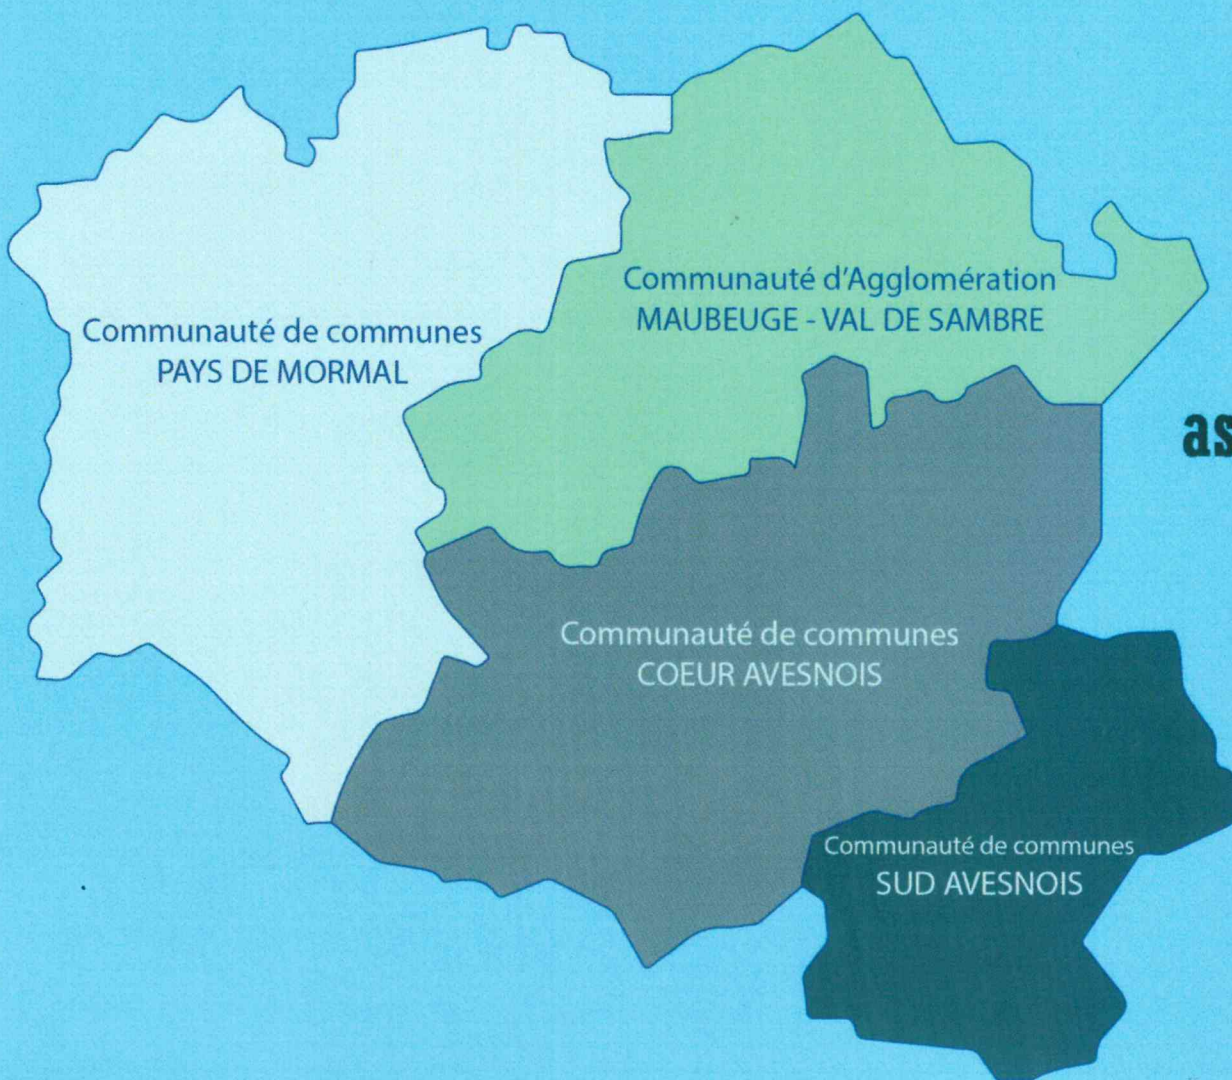 Communauté d'Agglomération
MAUBEUGE - VAL DE SAMBRE
Communauté de communes
PAYS DE MORMAL
as
Communauté de communes
COEUR AVESNOIS
Communauté de communes
SUD AVESNOIS